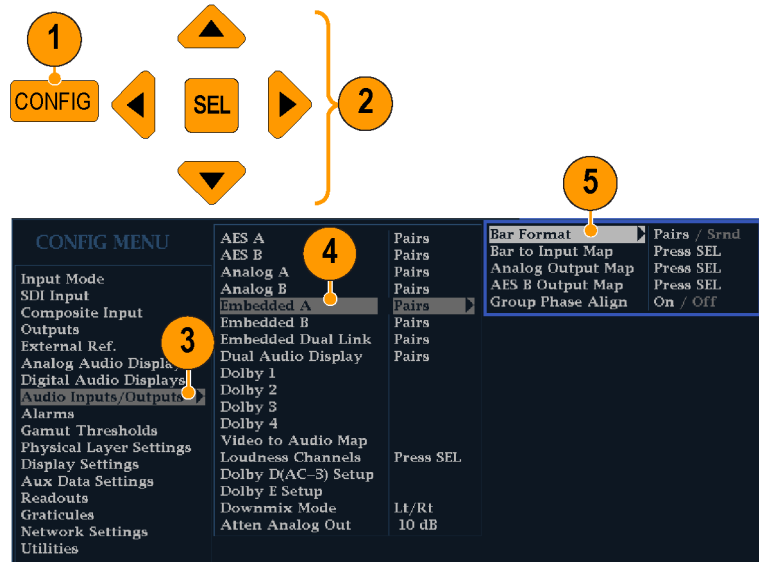 1
CONFIG
SEL
2
5
CONFIG MENU
Input Mode
SDI Input
Composite Input
Outputs
External Ref.
Analog Audio Display
Digital Audio Displays
Audio Inputs/Outputs
Alarms
Gamut Thresholds
Physical Layer Settings
Display Settings
Aux Data Settings
Readouts
Graticules
Network Settings
Utilities
3
4
AES A Pairs
AES B Pairs
Analog A Pairs
Analog B Pairs
Embedded A Pairs
Embedded B Pairs
Embedded Dual Link Pairs
Dual Audio Display Pairs
Dolby 1
Dolby 2
Dolby 3
Dolby 4
Video to Audio Map
Loudness Channels Press SEL
Dolby D(AC-3) Setup
Dolby E Setup
Downmix Mode Lt/Rt
Atten Analog Out 10 dB
Bar Format Pairs / Srnd
Bar to Input Map Press SEL
Analog Output Map Press SEL
AES B Output Map Press SEL
Group Phase Align On / Off